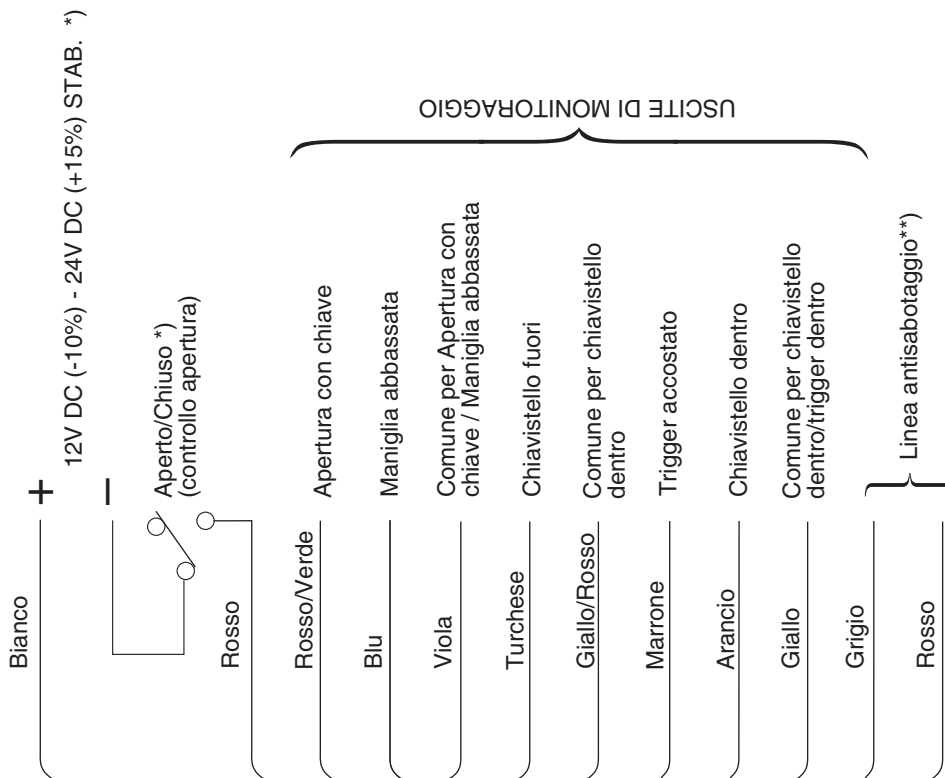 Bianco
+
12V DC (-10%) - 24V DC (+15%) STAB. *)
–
Aperto/Chiuso *)
(controllo apertura)
Rosso
Rosso/Verde
Apertura con chiave
Blu
Maniglia abbassata
Viola
Comune per Apertura con
chiave / Maniglia abbassata
Turchese
Chiavistello fuori
Giallo/Rosso
Comune per chiavistello
dentro
Marrone
Trigger accostato
Arancio
Chiavistello dentro
Giallo
Comune per chiavistello
dentro/trigger dentro
USCITE DI MONITORAGGIO
Grigio
Rosso
Linea antisabotaggio**)